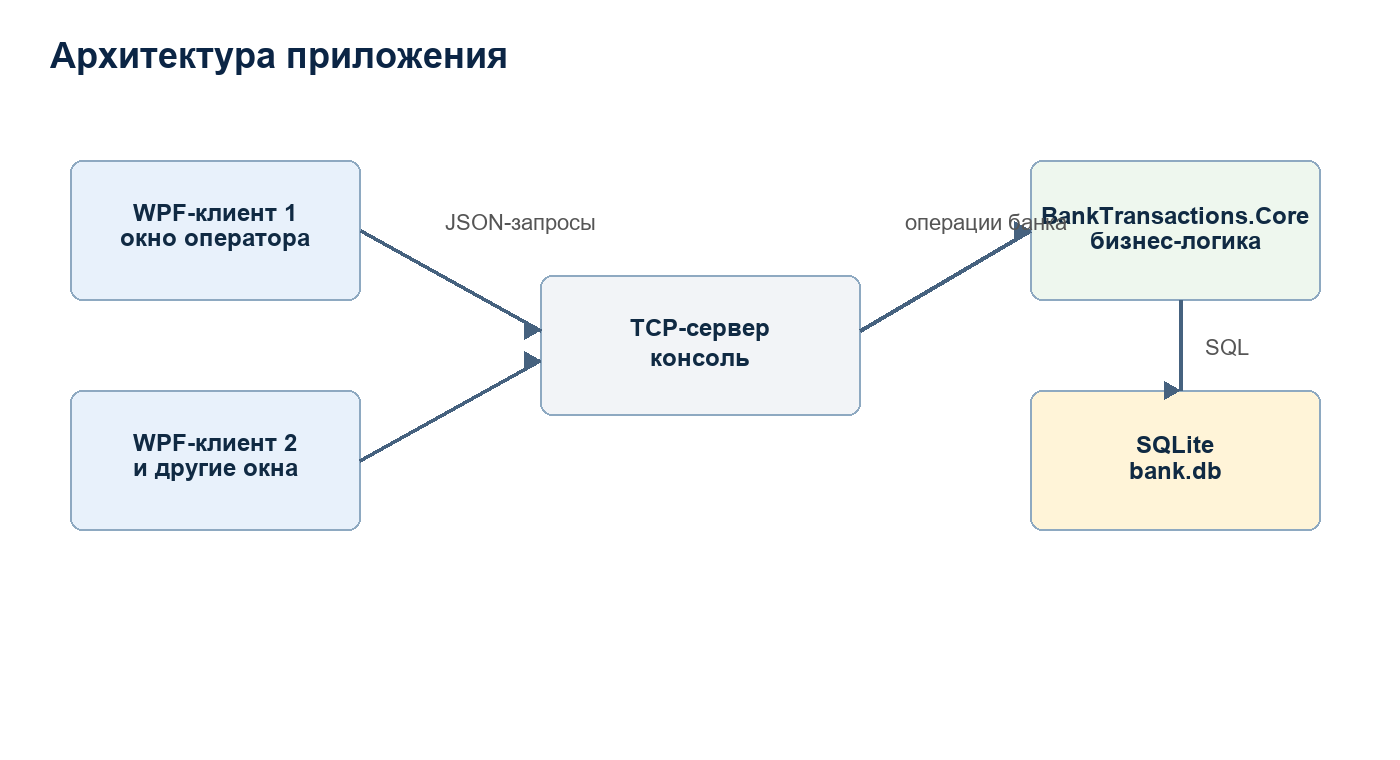 Архитектура приложения
WPF-клиент 1
окно оператора
JSON-запросы
операции банка
BankTransactions.Core
бизнес-логика
TCP-сервер
консоль
SQL
WPF-клиент 2
и другие окна
SQLite
bank.db